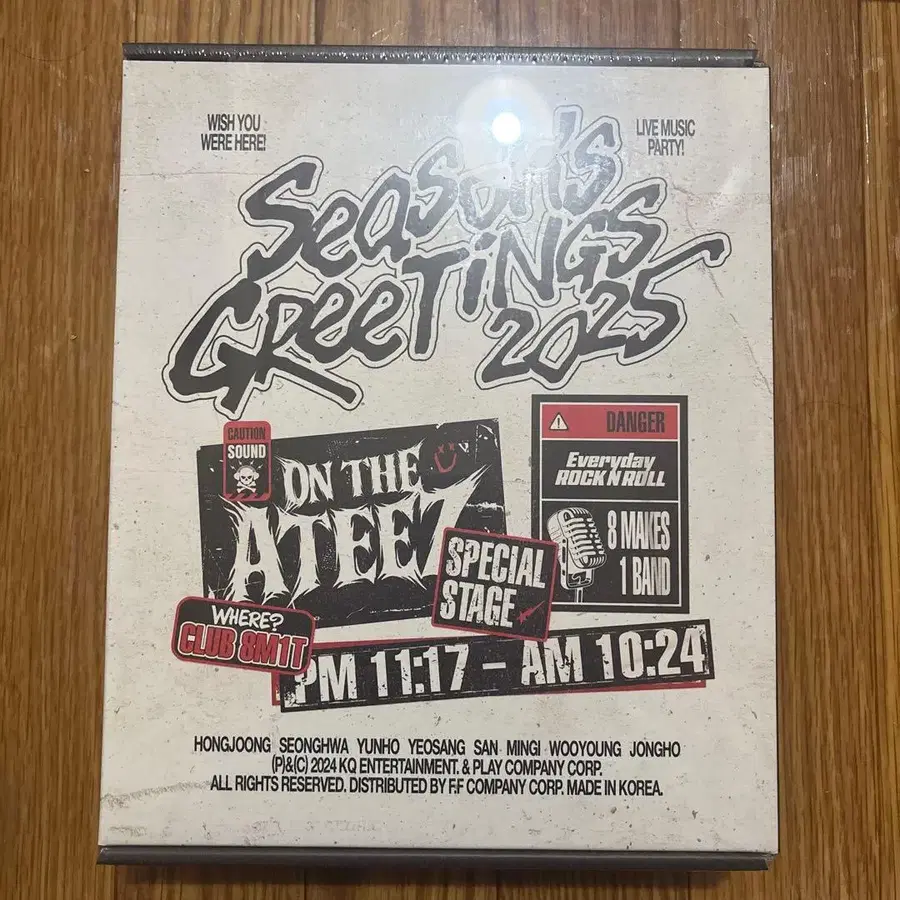 WISH YOU
WERE HERE!
LIVE MUSIC
PARTY!
Season's
GReeTiNGS
2025
CAUTION
SOUND
ON THE
ATEEZ
SPECIAL
STAGE
DANGER
Everyday
ROCK N ROLL
8 MAKES
1 BAND
WHERE?
CLUB 8M1T
PM 11:17 – AM 10:24
HONGJOONG SEONGHWA YUNHO YEOSANG SAN MINGI WOOYOUNG JONGHO
(P)&(C) 2024 KQ ENTERTAINMENT. & PLAY COMPANY CORP.
ALL RIGHTS RESERVED. DISTRIBUTED BY F.F COMPANY CORP. MADE IN KOREA.